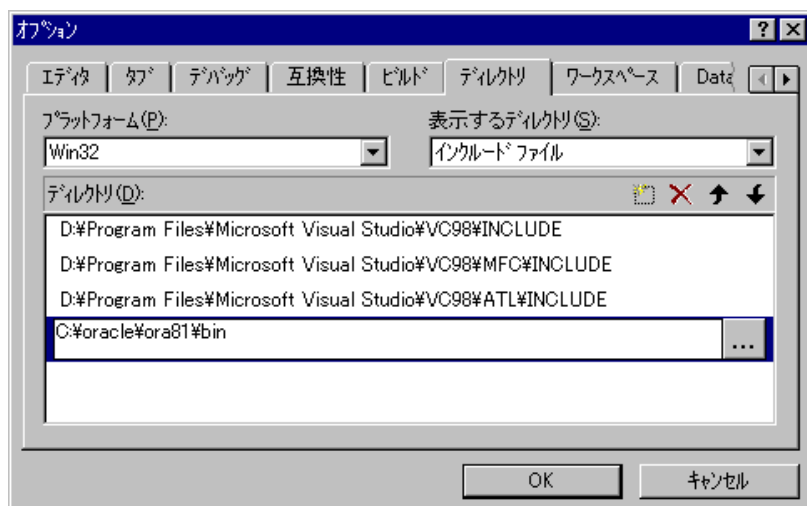 オプション
エディタ タブ デバッグ 互換性 ビルド ディレクトリ ワークスペース Data
プラットフォーム(P): 表示するディレクトリ(S):
Win32 インクルード ファイル
ディレクトリ(D):
D:¥Program Files¥Microsoft Visual Studio¥VC98¥INCLUDE
D:¥Program Files¥Microsoft Visual Studio¥VC98¥MFC¥INCLUDE
D:¥Program Files¥Microsoft Visual Studio¥VC98¥ATL¥INCLUDE
C:¥oracle¥ora81¥bin ...
OK キャンセル